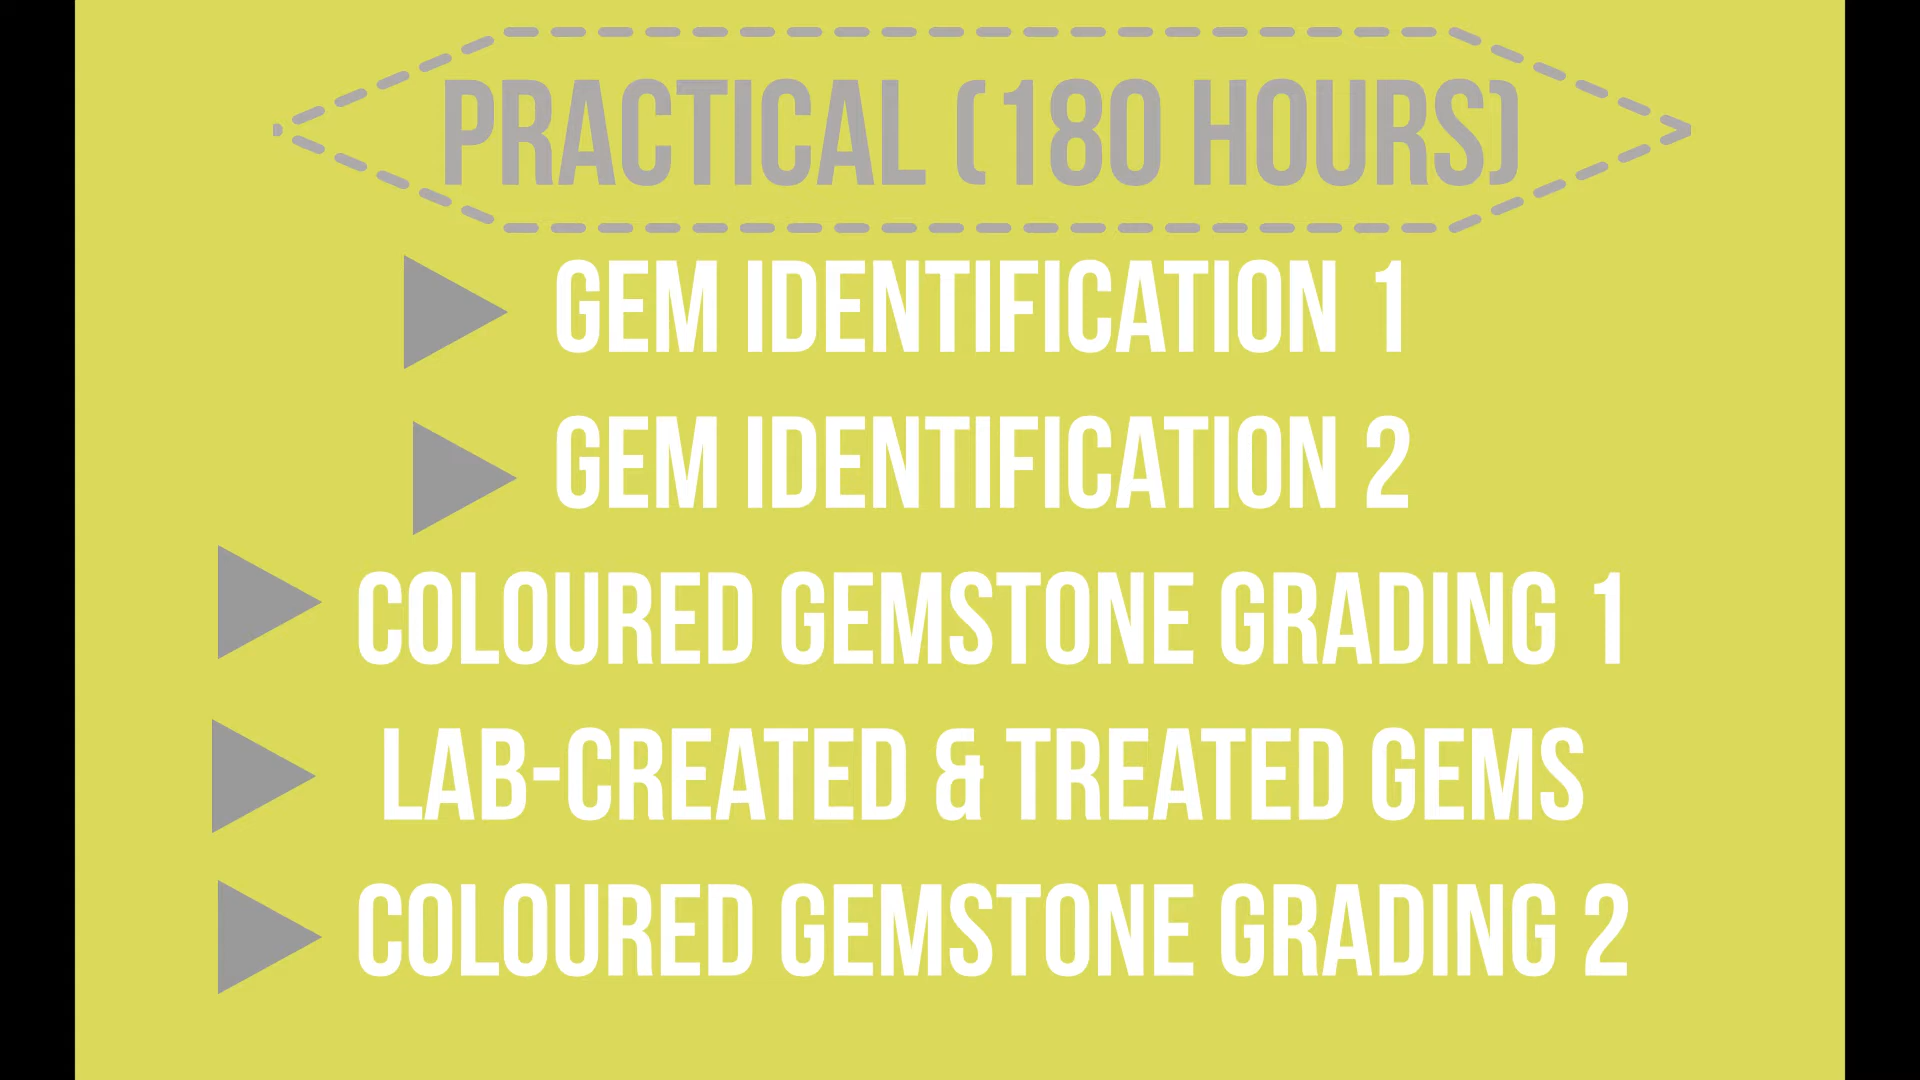 PRACTICAL (180 HOURS)
GEM IDENTIFICATION 1
GEM IDENTIFICATION 2
COLOURED GEMSTONE GRADING 1
LAB-CREATED & TREATED GEMS
COLOURED GEMSTONE GRADING 2